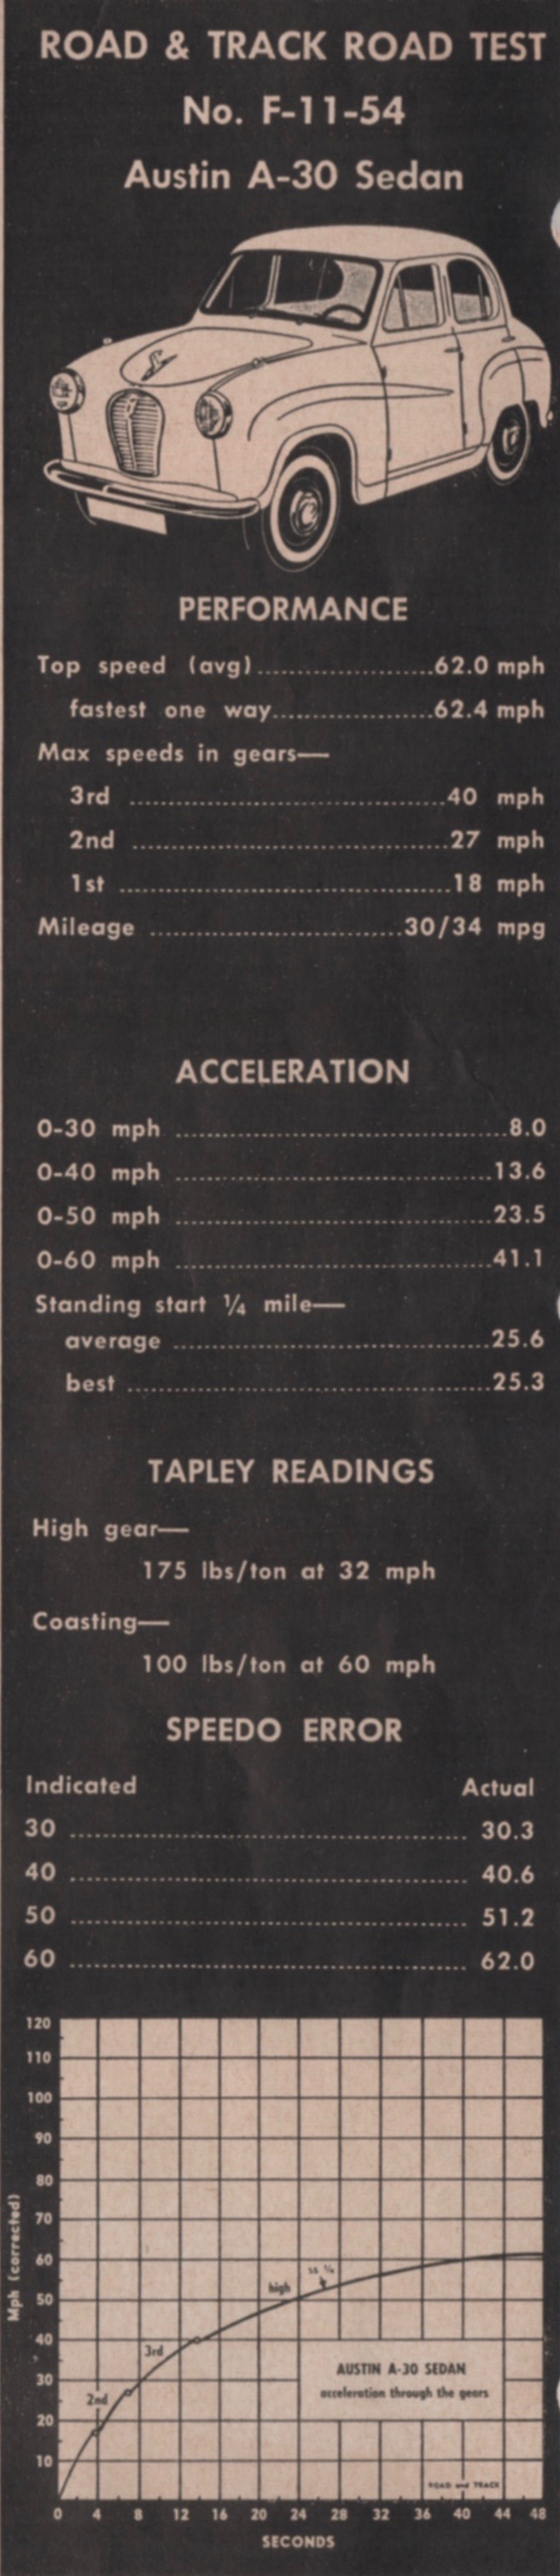 ROAD & TRACK ROAD TEST
No. F-11-54
Austin A-30 Sedan
PERFORMANCE
Top speed (avg).....................62.0 mph
fastest one way...................62.4 mph
Max speeds in gears—
3rd ......................................40 mph
2nd ......................................27 mph
1st ........................................18 mph
Mileage ..............................30/34 mpg
ACCELERATION
0-30 mph ........................................8.0
0-40 mph ......................................13.6
0-50 mph ......................................23.5
0-60 mph ......................................41.1
Standing start ¼ mile—
average ......................................25.6
best ...........................................25.3
TAPLEY READINGS
High gear—
175 lbs/ton at 32 mph
Coasting—
100 lbs/ton at 60 mph
SPEEDO ERROR
Indicated Actual
30 ................................................ 30.3
40 ................................................ 40.6
50 ................................................ 51.2
60 ................................................ 62.0
120
110
100
90
80
70
60
50
40
30
20
10
Mph (corrected)
ss ¼
high
3rd
2nd
AUSTIN A-30 SEDAN
acceleration through the gears
ROAD and TRACK
0 4 8 12 16 20 24 28 32 36 40 44 48
SECONDS